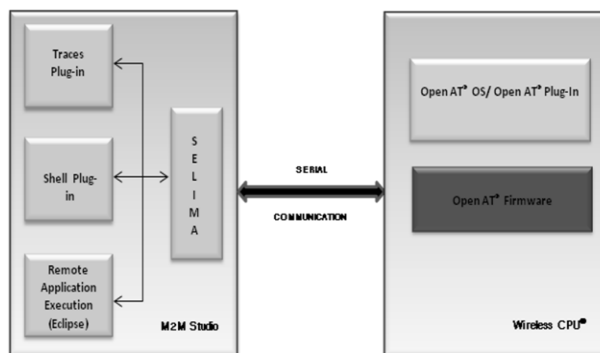 Traces
Plug-in
Shell Plug-
in
Remote
Application
Execution
(Eclipse)
S
E
L
I
M
A
M2M Studio
SERIAL
COMMUNICATION
Open AT® OS/ Open AT® Plug-In
Open AT® Firmware
Wireless CPU®